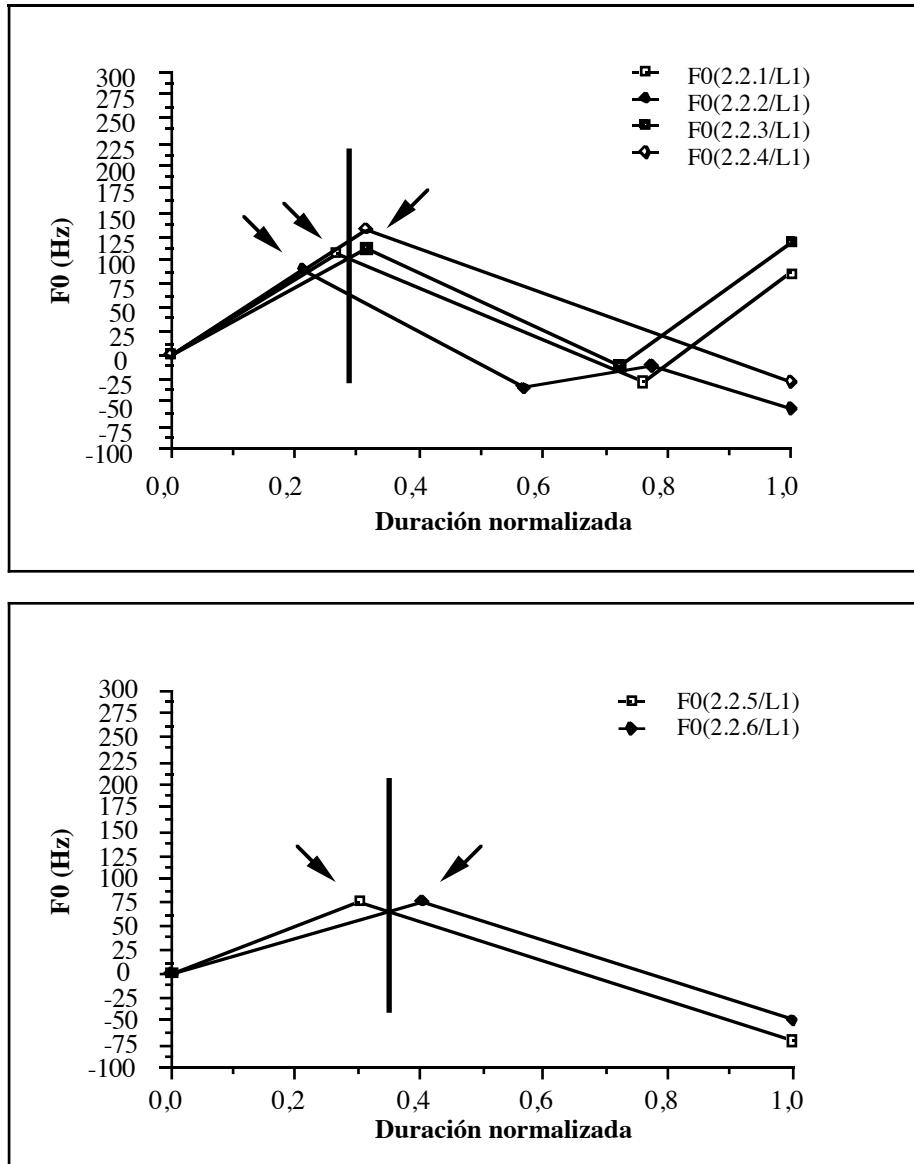 F0(2.2.1/L1)
F0(2.2.2/L1)
F0(2.2.3/L1)
F0(2.2.4/L1)
F0 (Hz)
300
275
250
225
200
175
150
125
100
75
50
25
0
-25
-50
-75
-100
0,0 0,2 0,4 0,6 0,8 1,0
Duración normalizada
F0(2.2.5/L1)
F0(2.2.6/L1)
F0 (Hz)
300
275
250
225
200
175
150
125
100
75
50
25
0
-25
-50
-75
-100
0,0 0,2 0,4 0,6 0,8 1,0
Duración normalizada